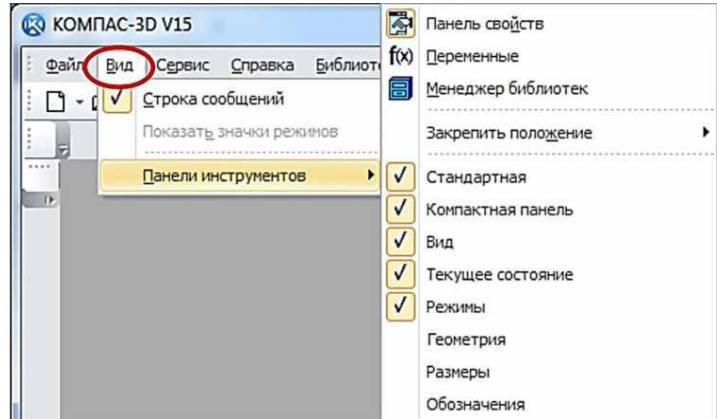 КОМПАС-3D V15
Файл Вид Сервис Справка
Строка сообщений
Показать значки режимов
Панели инструментов
Панель свойств
f(x) Переменные
Менеджер библиотек
Закрепить положение
Стандартная
Компактная панель
Вид
Текущее состояние
Режимы
Геометрия
Размеры
Обозначения